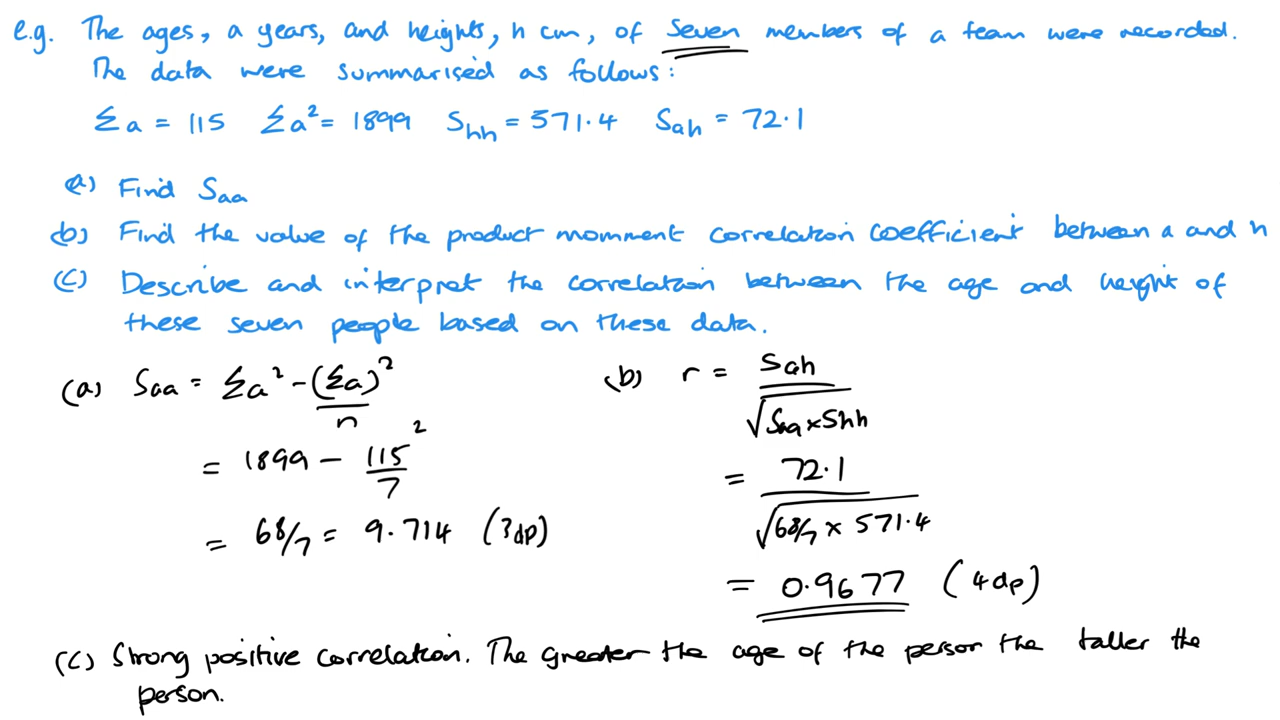 e.g. The ages, a years, and heights, h cm, of seven members of a team were recorded.
The data were summarised as follows:
Σa = 115 Σa² = 1899 Shh = 571.4 Sah = 72.1
(a) Find Saa
(b) Find the value of the product momment correlation coefficient between a and h
(c) Describe and interpret the correlation between the age and height of
these seven people based on these data.
(a) Saa = Σa² - (Σa)²/n
= 1899 - 115²/7
= 68/7 = 9.714 (3dp)
(b) r = Sah/√(Saa × Shh)
= 72.1/√(68/7 × 571.4)
= 0.9677 (4dp)
(c) Strong positive correlation. The greater the age of the person the taller the
person.